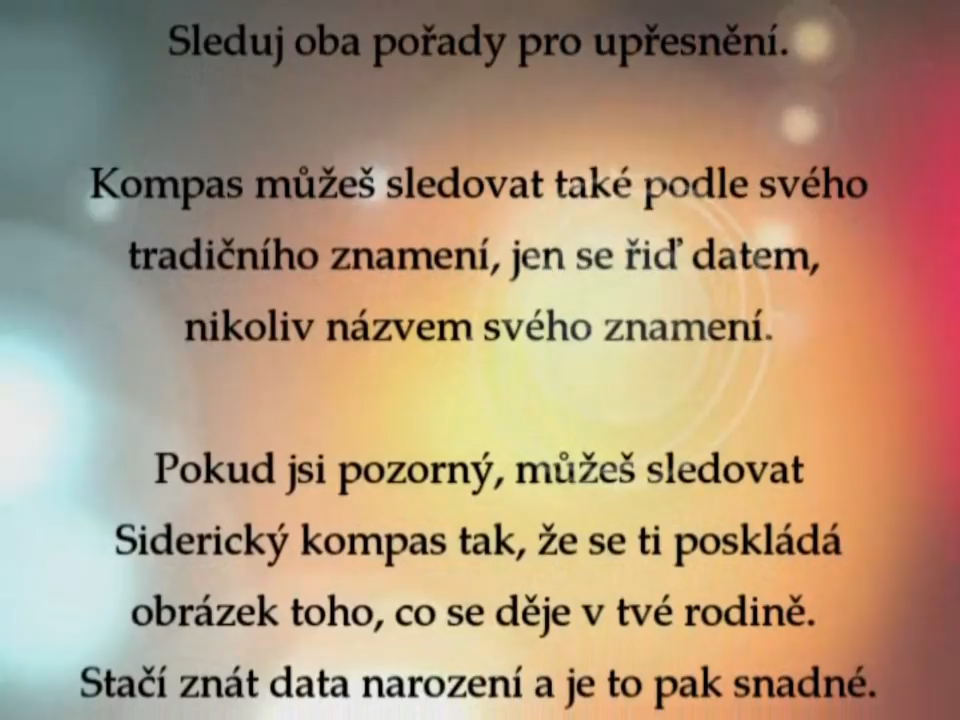 Sleduj oba pořady pro upřesnění.
Kompas můžeš sledovat také podle svého
tradičního znamení, jen se řiď datem,
nikoliv názvem svého znamení.
Pokud jsi pozorný, můžeš sledovat
Siderický kompas tak, že se ti poskládá
obrázek toho, co se děje v tvé rodině.
Stačí znát data narození a je to pak snadné.